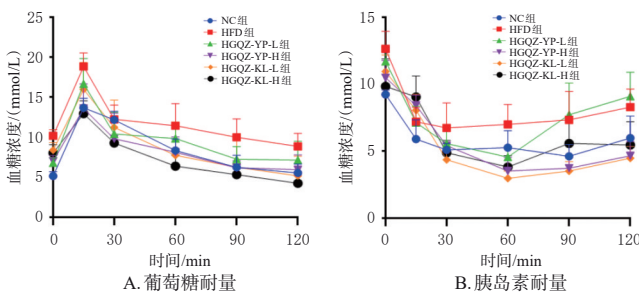 25
20
15
10
5
0
血糖浓度/(mmol/L)
NC组
HFD组
HGQZ-YP-L组
HGQZ-YP-H组
HGQZ-KL-L组
HGQZ-KL-H组
0 30 60 90 120
时间/min
A. 葡萄糖耐量
15
10
5
0
血糖浓度/(mmol/L)
NC组
HFD组
HGQZ-YP-L组
HGQZ-YP-H组
HGQZ-KL-L组
HGQZ-KL-H组
0 30 60 90 120
时间/min
B. 胰岛素耐量